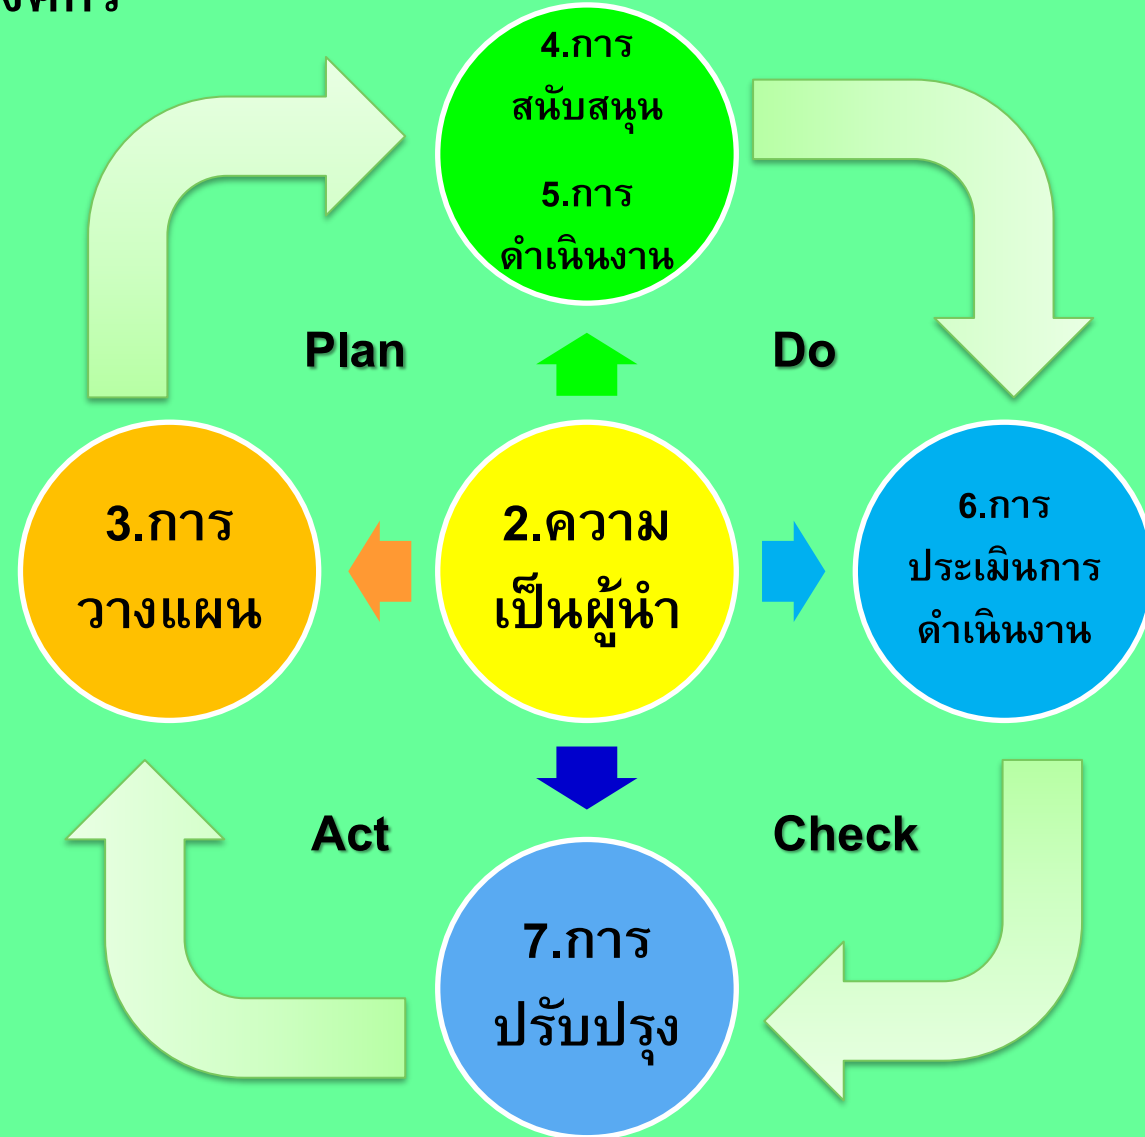 4.การ
สนับสนุน
5.การ
ดำเนินงาน
Plan
Do
3.การ
วางแผน
2.ความ
เป็นผู้นำ
6.การ
ประเมินการ
ดำเนินงาน
Act
Check
7.การ
ปรับปรุง